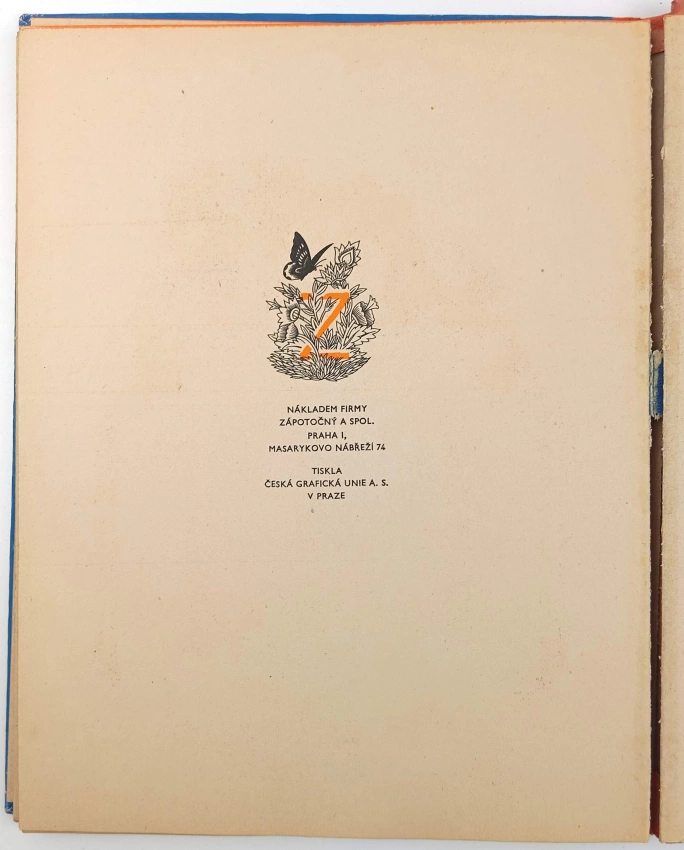 Z
NÁKLADEM FIRMY
ZÁPOTOČNÝ A SPOL.
PRAHA I,
MASARYKOVO NÁBŘEŽÍ 74
TISKLA
ČESKÁ GRAFICKÁ UNIE A. S.
V PRAZE